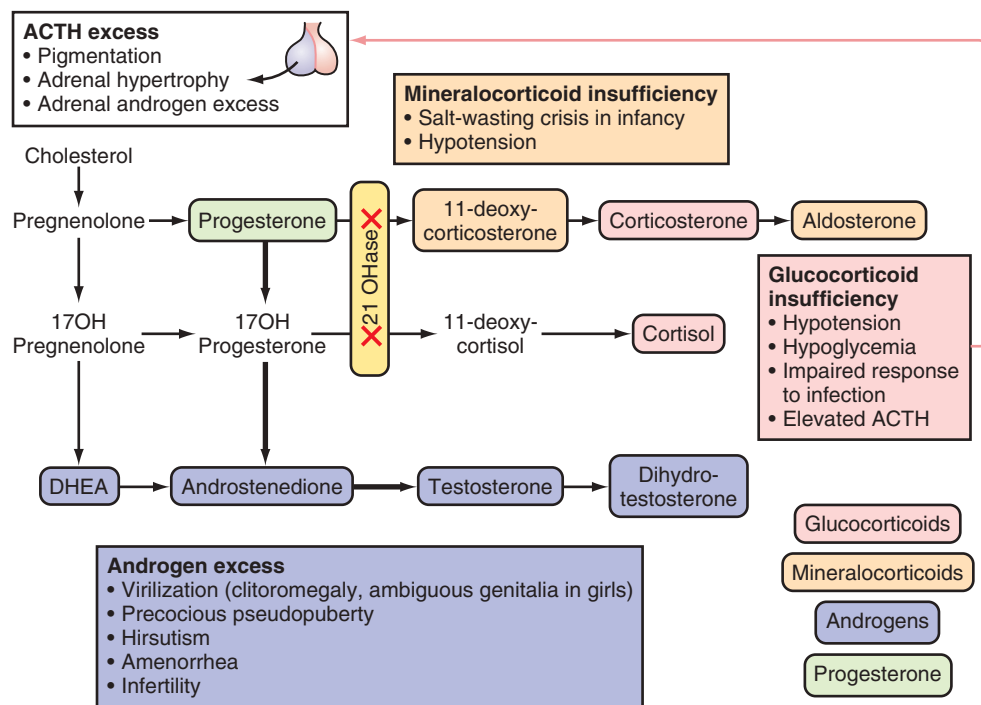 ACTH excess
• Pigmentation
• Adrenal hypertrophy
• Adrenal androgen excess
Mineralocorticoid insufficiency
• Salt-wasting crisis in infancy
• Hypotension
Cholesterol
Pregnenolone
Progesterone
21 OHase
11-deoxy-
corticosterone
Corticosterone
Aldosterone
Glucocorticoid
insufficiency
• Hypotension
• Hypoglycemia
• Impaired response
to infection
• Elevated ACTH
17OH
Pregnenolone
17OH
Progesterone
11-deoxy-
cortisol
Cortisol
DHEA
Androstenedione
Testosterone
Dihydro-
testosterone
Androgen excess
• Virilization (clitoromegaly, ambiguous genitalia in girls)
• Precocious pseudopuberty
• Hirsutism
• Amenorrhea
• Infertility
Glucocorticoids
Mineralocorticoids
Androgens
Progesterone